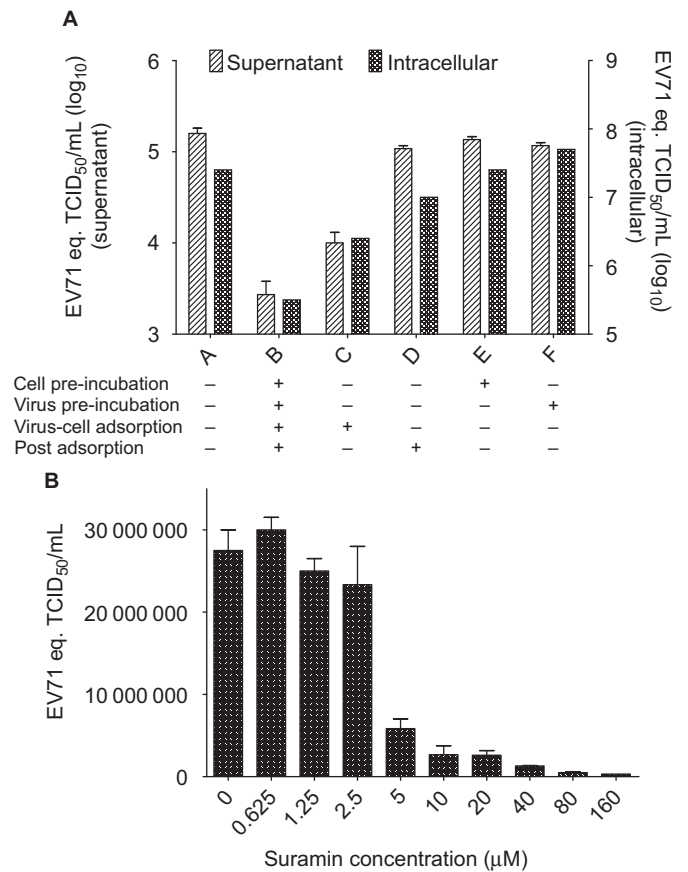 A
Supernatant Intracellular
EV71 eq. TCID50/mL (log10)
(supernatant)
6
5
4
3
EV71 eq. TCID50/mL (log10)
(intracellular)
9
8
7
6
5
A B C D E F
Cell pre-incubation – + – – + –
Virus pre-incubation – + – – – +
Virus-cell adsorption – + + – – –
Post adsorption – + – + – –
B
EV71 eq. TCID50/mL
30 000 000
20 000 000
10 000 000
0
0 0.625 1.25 2.5 5 10 20 40 80 160
Suramin concentration (μM)